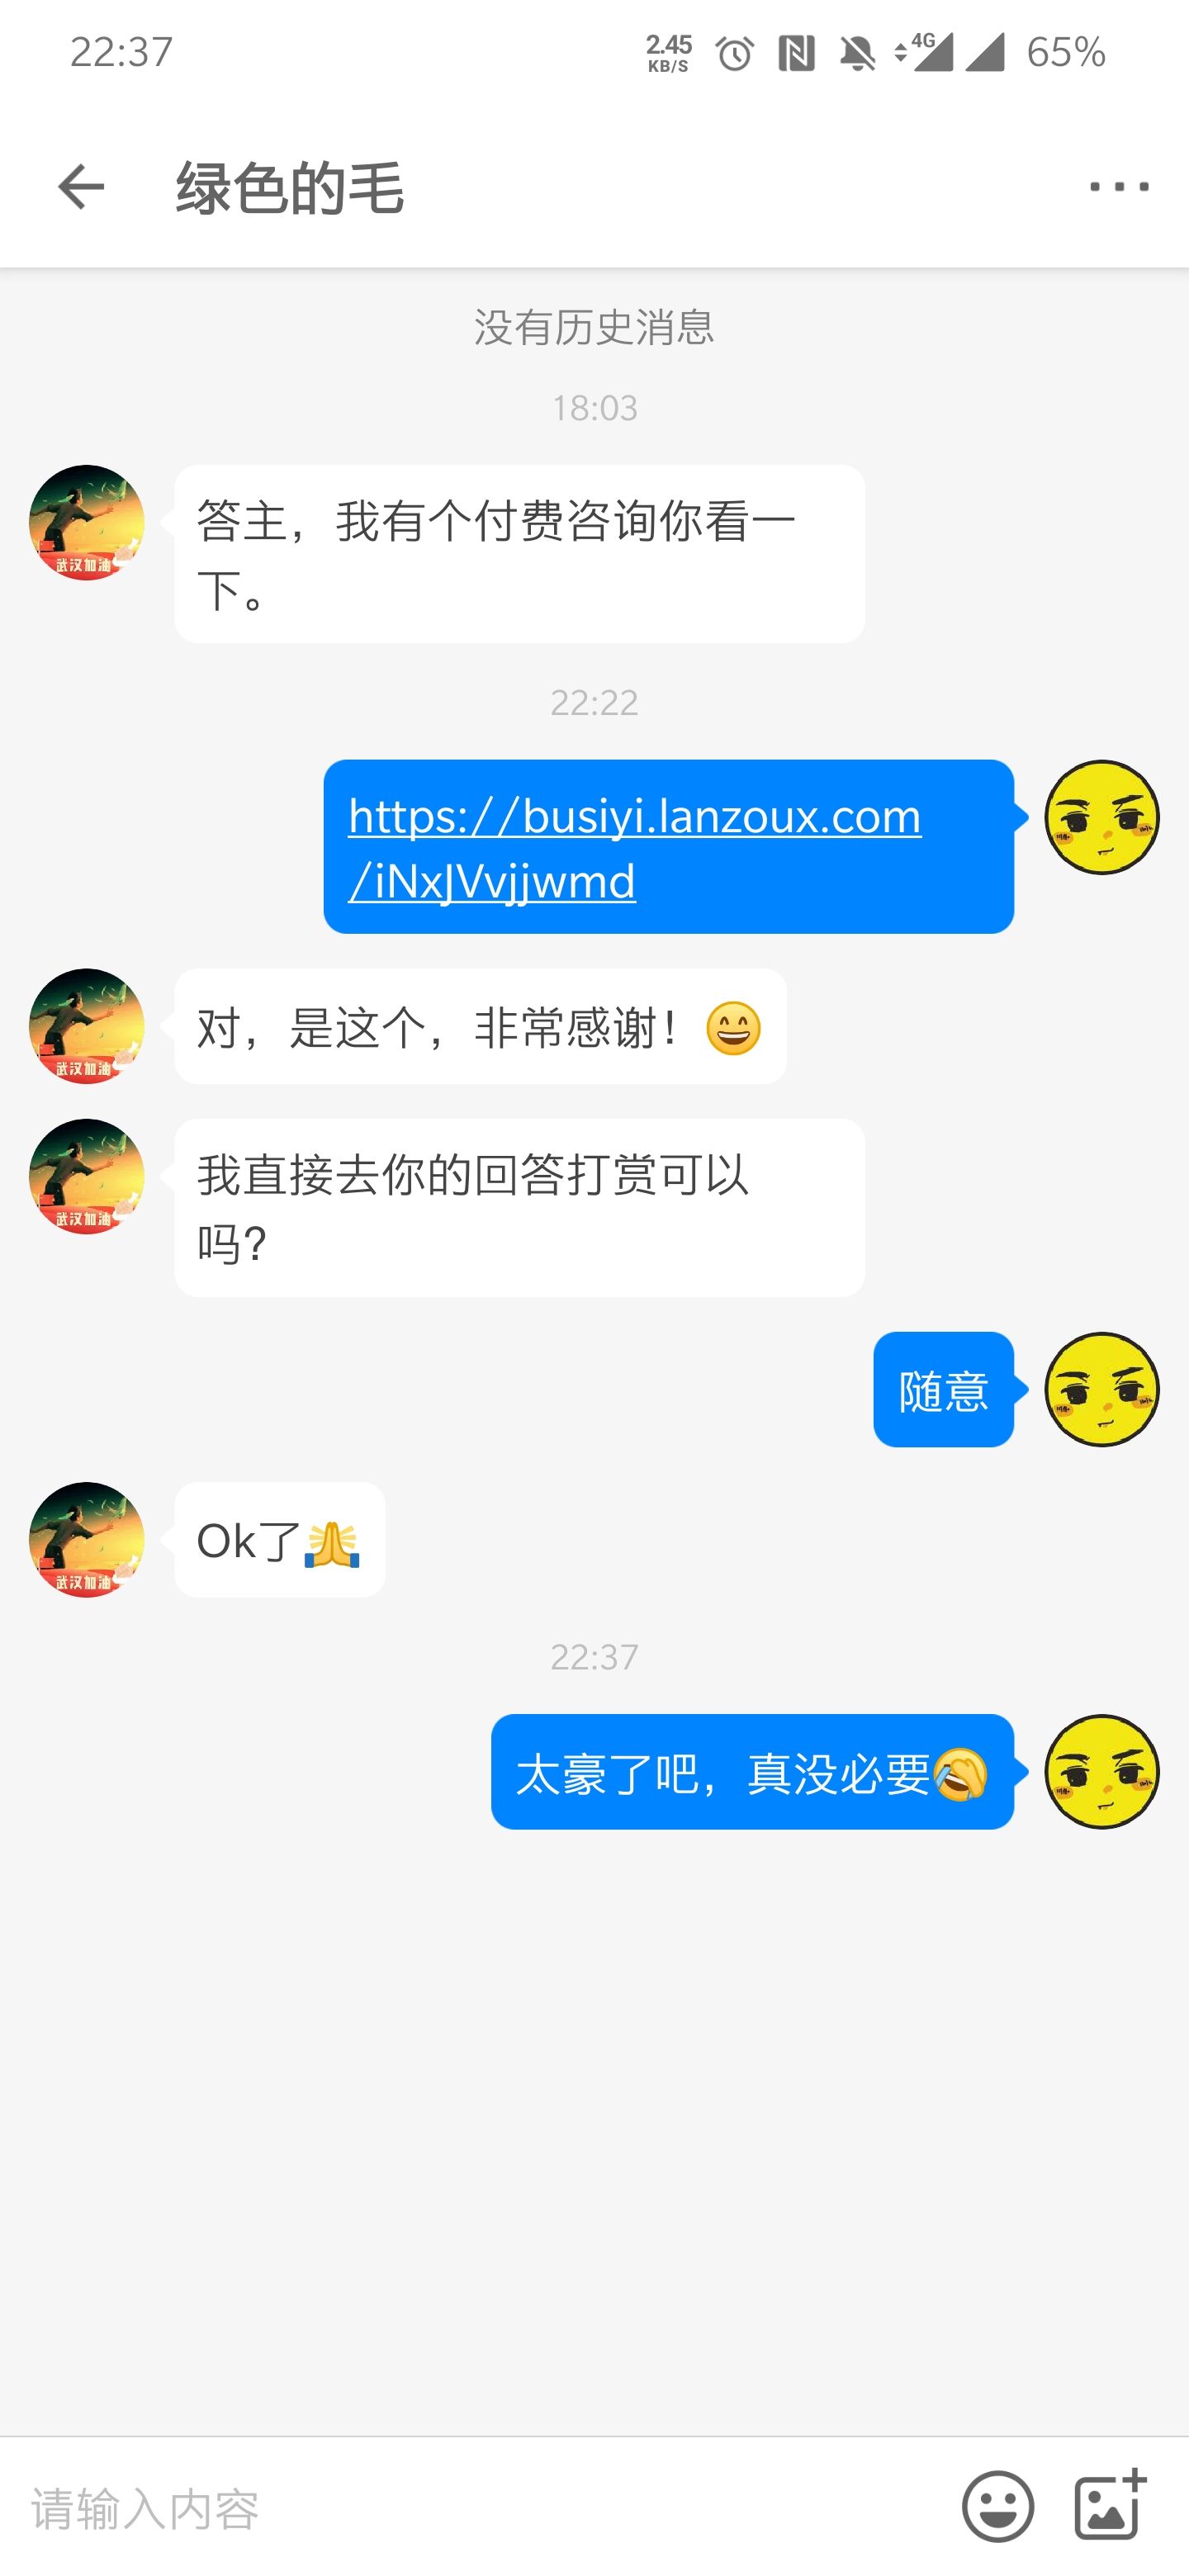 22:37
2.45
KB/S
4G
65%
绿色的毛
没有历史消息
18:03
答主，我有个付费咨询你看一
下。
武汉加油
22:22
https://busiyi.lanzoux.com
/iNxJVvjjwmd
对，是这个，非常感谢！😄
武汉加油
我直接去你的回答打赏可以
吗?
武汉加油
随意
Ok了🙏
武汉加油
22:37
太豪了吧，真没必要🤣
请输入内容